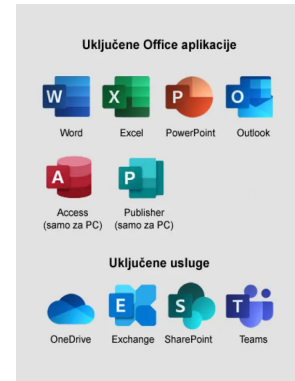 Uključene Office aplikacije
W X P O
Word Excel PowerPoint Outlook
A P
Access Publisher
(samo za PC) (samo za PC)
Uključene usluge
E S T
OneDrive Exchange SharePoint Teams